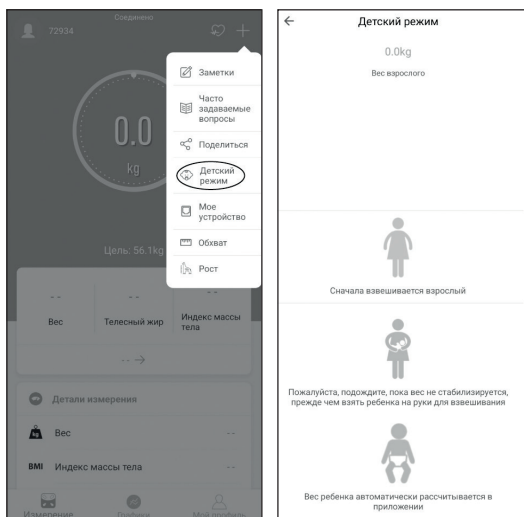 Соединено
72934
0.0
kg
Цель: 56.1kg
Заметки
Часто
задаваемые
вопросы
Поделиться
Детский
режим
Мое
устройство
Обхват
Рост
-- -- --
Вес
Телесный жир
Индекс массы
тела
-- →
Детали измерения
kg Вес --
BMI Индекс массы тела --
Измерение
Графики
Мой профиль
← Детский режим
0.0kg
Вес взрослого
Сначала взвешивается взрослый
Пожалуйста, подождите, пока вес не стабилизируется,
прежде чем взять ребенка на руки для взвешивания
Вес ребенка автоматически рассчитывается в
приложении